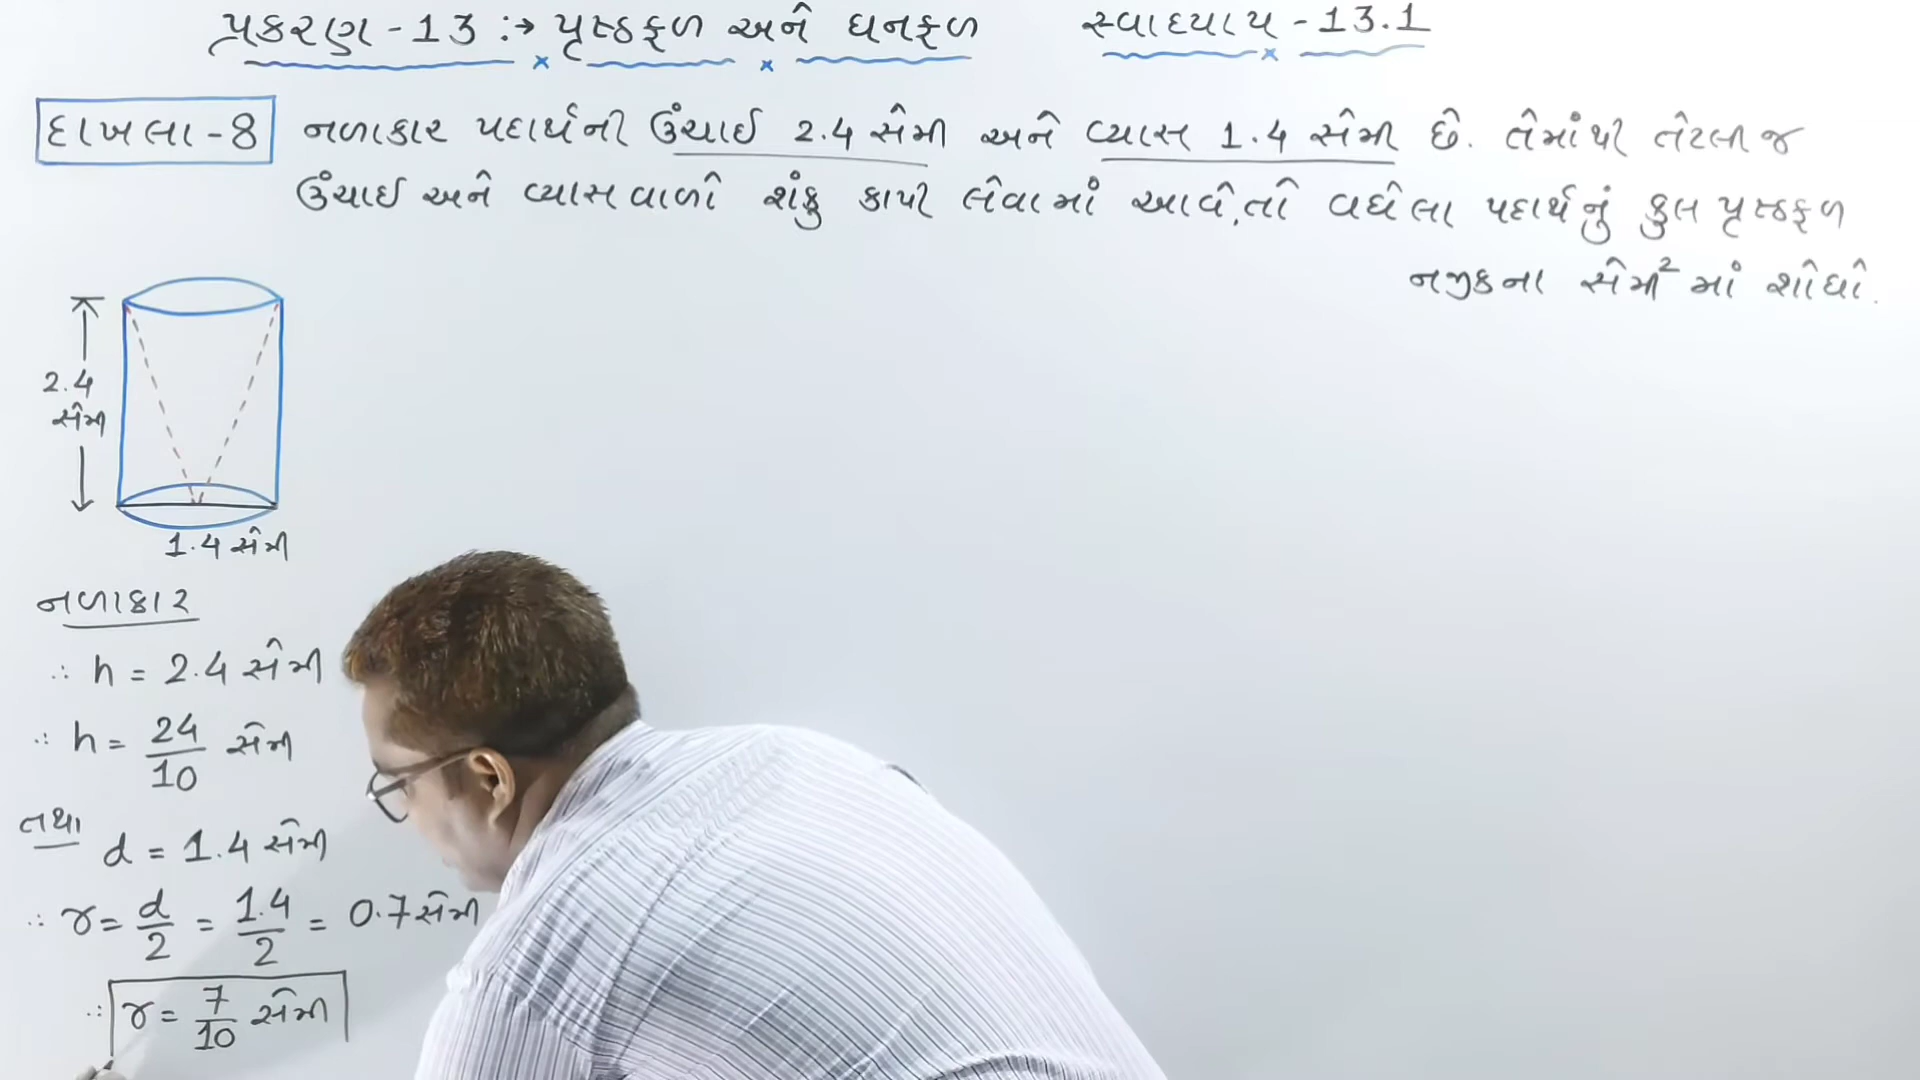 પ્રકરણ - 13 :→ પૃષ્ઠફળ અને ઘનફળ સ્વાધ્યાય - 13.1
દાખલા - 8 નળાકાર પદાર્થની ઉંચાઈ 2.4 સેમી અને વ્યાસ 1.4 સેમી છે. તેમાંથી તેટલી જ
ઉંચાઈ અને વ્યાસવાળો શંકુ કાપી લેવામાં આવે, તો વધેલા પદાર્થનું કુલ પૃષ્ઠફળ
નજીકના સેમી² માં શોધો.
2.4
સેમી
1.4 સેમી
નળાકાર
∴ h = 2.4 સેમી
∴ h = 24/10 સેમી
તથા d = 1.4 સેમી
∴ r = d/2 = 1.4/2 = 0.7 સેમી
∴ r = 7/10 સેમી